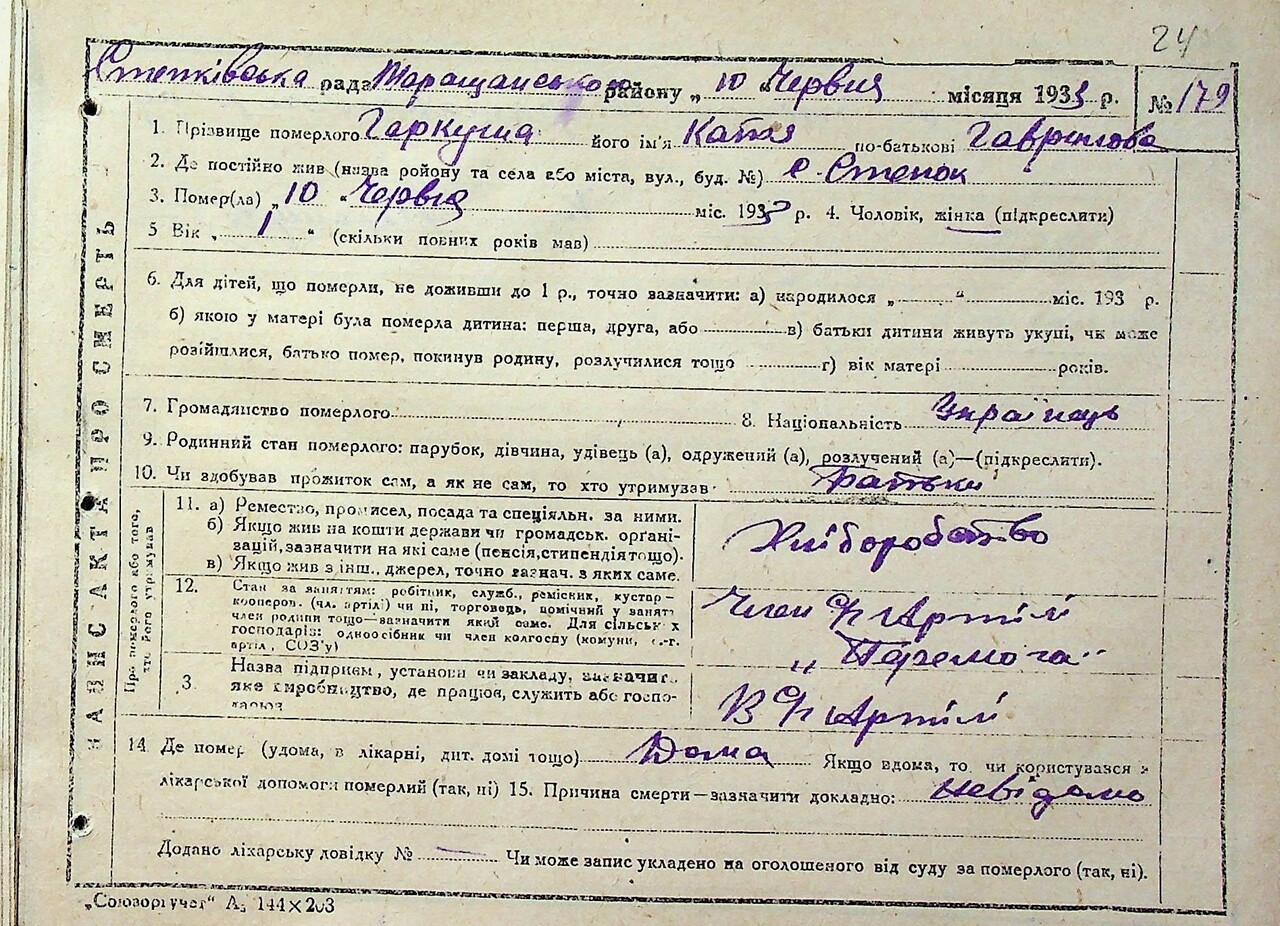 24
Степківська рада Таращанського району „ 10 " Червня місяця 1933 р. № 179
1. Прізвище померлого Гаркуша його ім'я Катя по-батькові Гаврилова
2. Де постійно жив (назва району та села або міста, вул., буд. №) с. Степок
3. Помер(ла) „ 10 " Червня міс. 1933 р. 4. Чоловік, жінка (підкреслити)
5 Вік „ 1 " (скільки повних років мав)
6. Для дітей, що померли, не доживши до 1 р., точно зазначити: а) народилося „ " міс. 193 р.
б) якою у матері була померла дитина: перша, друга, або в) батьки дитини живуть укупі, чи може
розійшлися, батько помер, покинув родину, розлучилися тощо г) вік матері років.
7. Громадянство померлого 8. Національність Українець
9. Родинний стан померлого: парубок, дівчина, удівець (а), одружений (а), розлучений (а)—(підкреслити).
10. Чи здобував прожиток сам, а як не сам, то хто утримував Батьки
ЗАПИС АКТА ПРО СМЕРТЬ
Про померлого або того, хто його утримував
11. а) Ремество, промисел, посада та спеціяльн. за ними.
б) Якщо жив на кошти держави чи громадськ. орґані-
зацій, зазначити на які саме (пенсія, стипендія тощо).
в) Якщо жив з інш. джерел, точно зазнач. з яких саме.
Хліборобство
12. Стан за заняттям: робітник, служб., ремісник, кустар-
кооперов. (чл. артілі) чи ні, торговець, помічний у занятт.
член родини тощо—зазначити який саме. Для сільськ х
господарів: одноосібник чи член колгоспу (комуни, с.-г.
артіл., СОЗ'у)
Член с/г Артілі
„Перемога"
3. Назва підприєм., установи чи закладу, зазначит.
яке виробництво, де працює, служить або госпо-
дарює
В с/г Артілі
14. Де помер (удома, в лікарні, дит. домі тощо) Дома Якщо вдома, то чи користувався з
лікарської допомоги померлий (так, ні) 15. Причина смерти—зазначити докладно: невідомо
Додано лікарську довідку № — Чи може запис укладено на оголошеного від суду за померлого (так, ні).
„Союзоргучет" А5 144×203